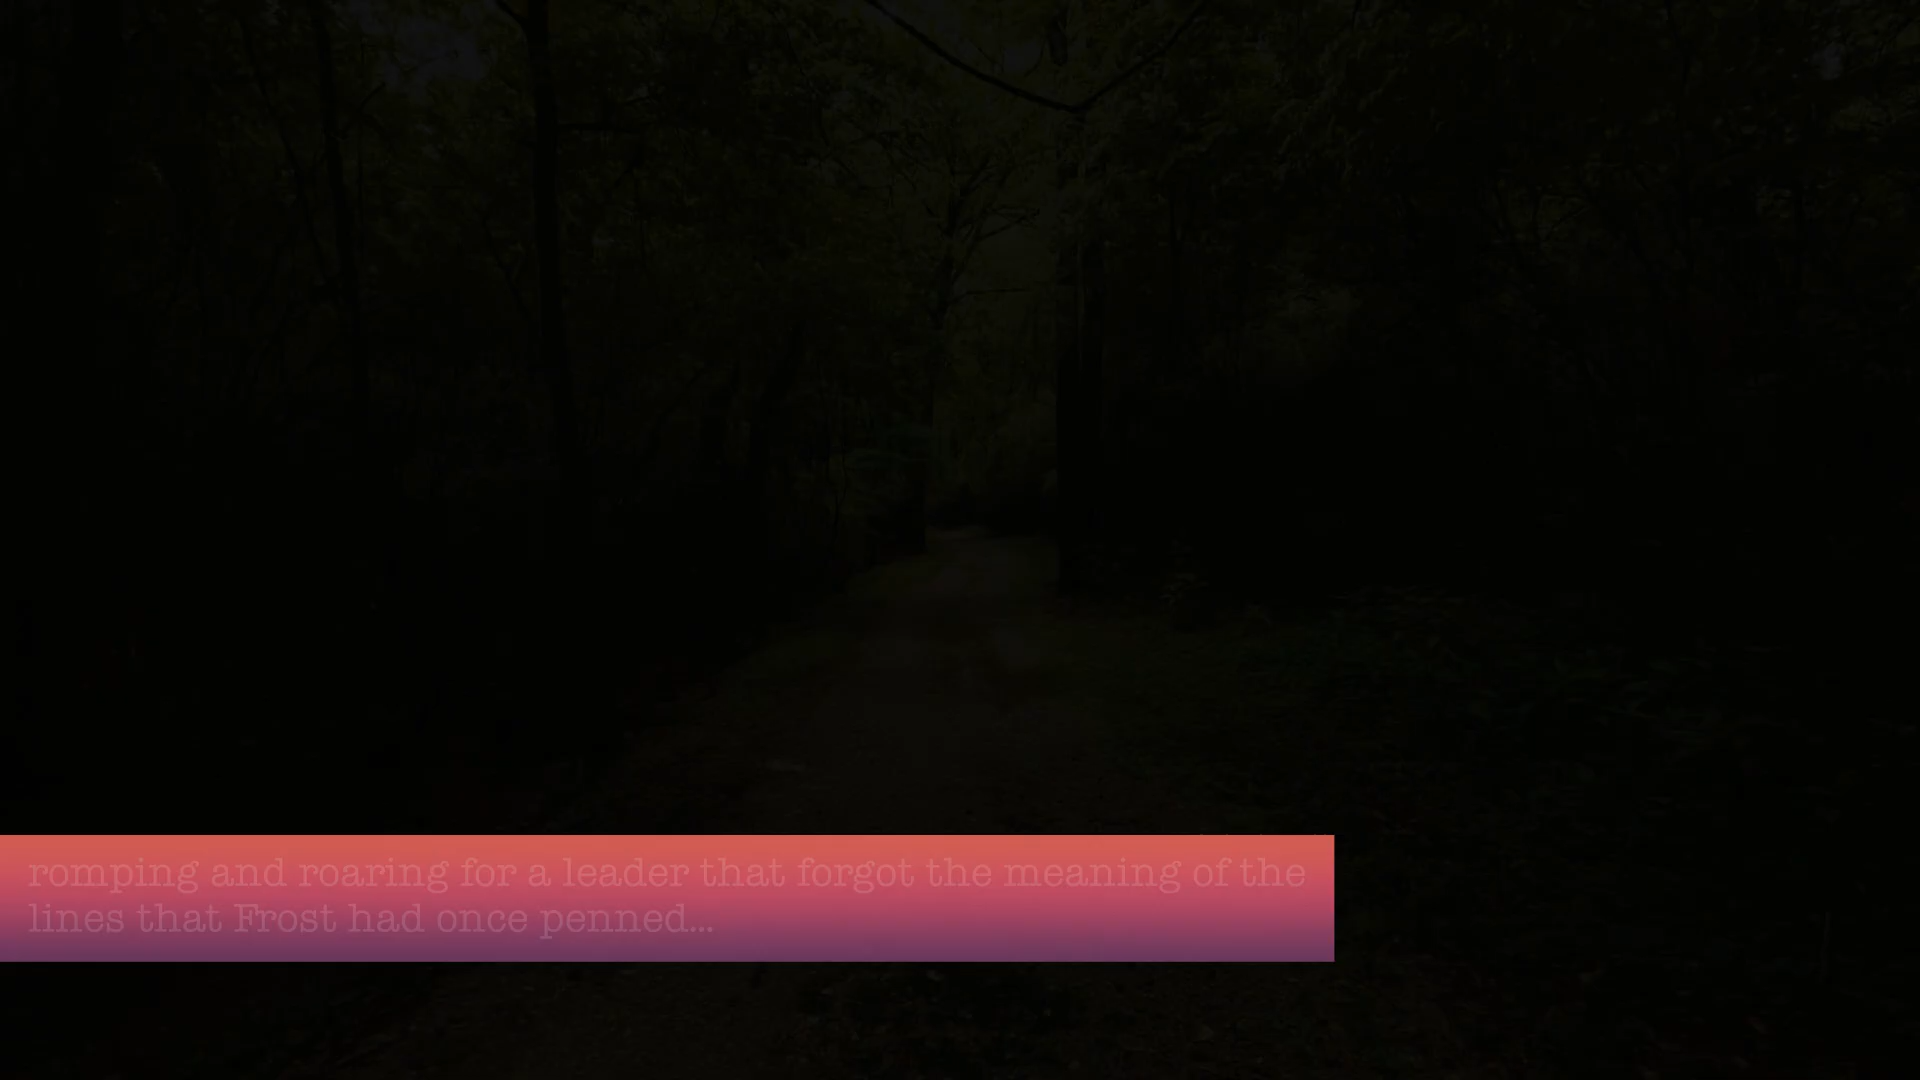 romping and roaring for a leader that forgot the meaning of the
lines that Frost had once penned...